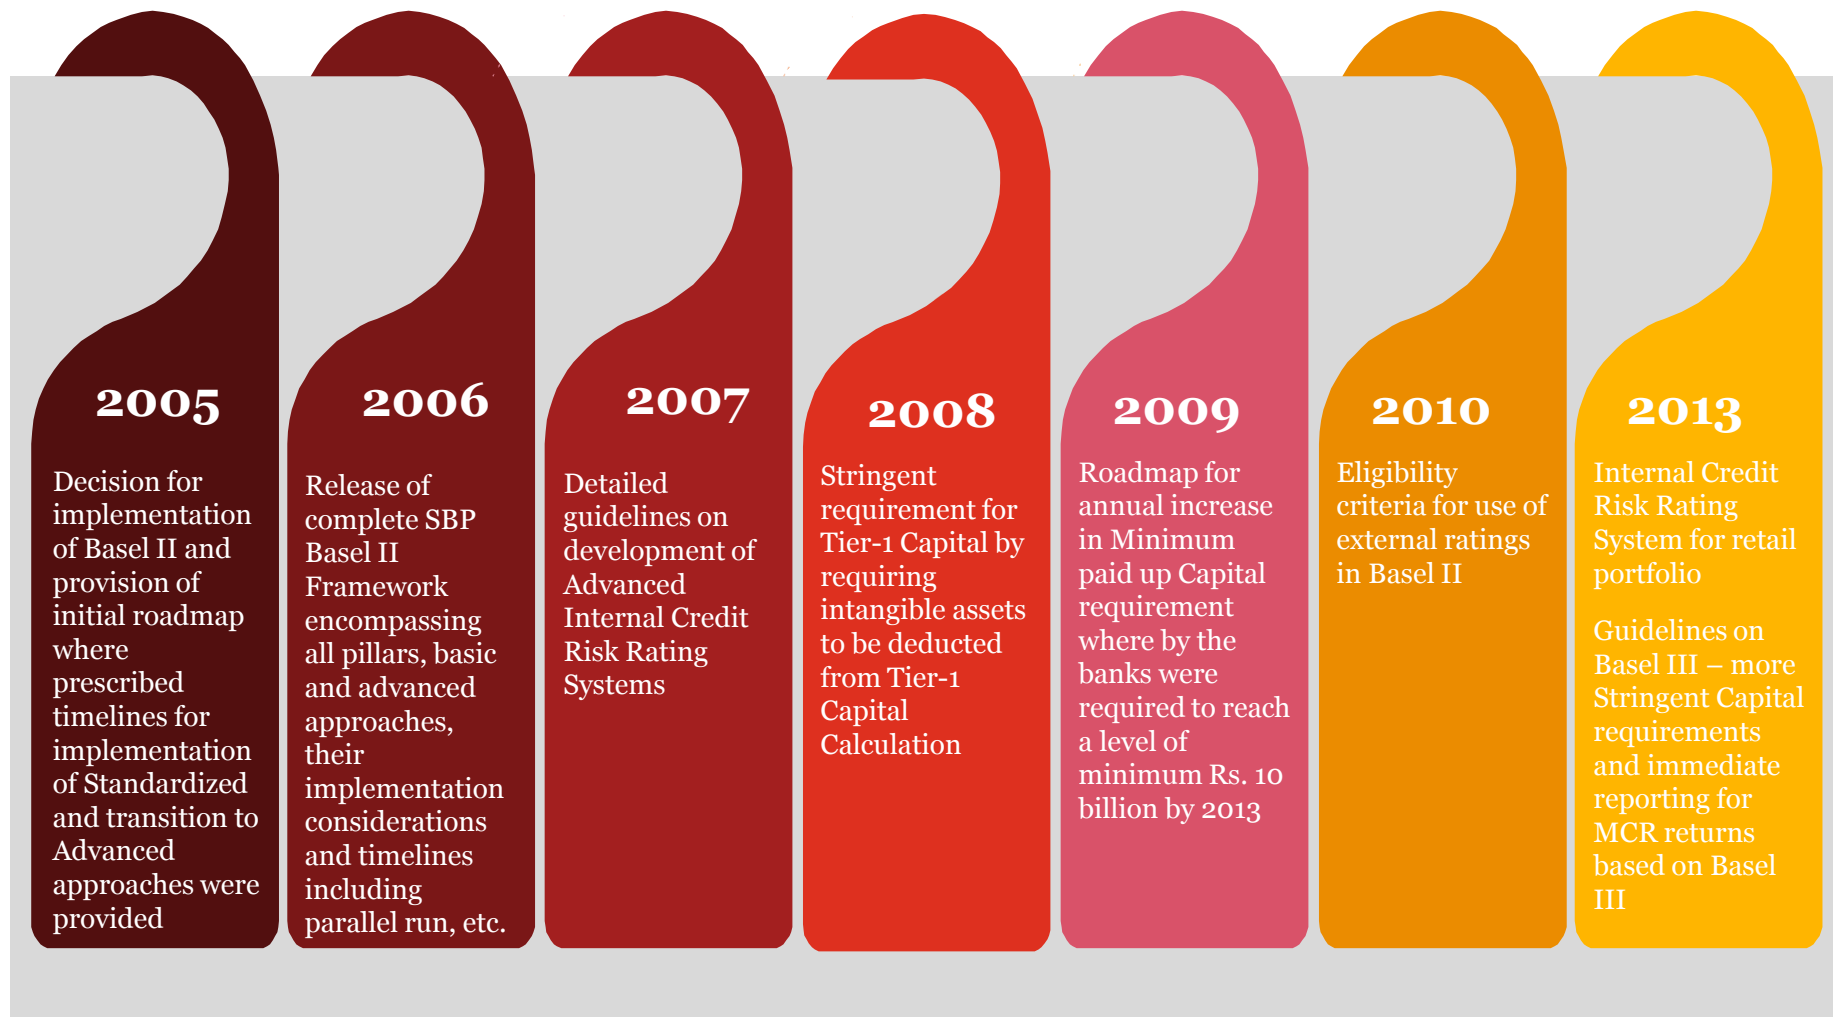 2005
Decision for
implementation
of Basel II and
provision of
initial roadmap
where
prescribed
timelines for
implementation
of Standardized
and transition to
Advanced
approaches were
provided
2006
Release of
complete SBP
Basel II
Framework
encompassing
all pillars, basic
and advanced
approaches,
their
implementation
considerations
and timelines
including
parallel run, etc.
2007
Detailed
guidelines on
development of
Advanced
Internal Credit
Risk Rating
Systems
2008
Stringent
requirement for
Tier-1 Capital by
requiring
intangible assets
to be deducted
from Tier-1
Capital
Calculation
2009
Roadmap for
annual increase
in Minimum
paid up Capital
requirement
where by the
banks were
required to reach
a level of
minimum Rs. 10
billion by 2013
2010
Eligibility
criteria for use of
external ratings
in Basel II
2013
Internal Credit
Risk Rating
System for retail
portfolio
Guidelines on
Basel III – more
Stringent Capital
requirements
and immediate
reporting for
MCR returns
based on Basel
III